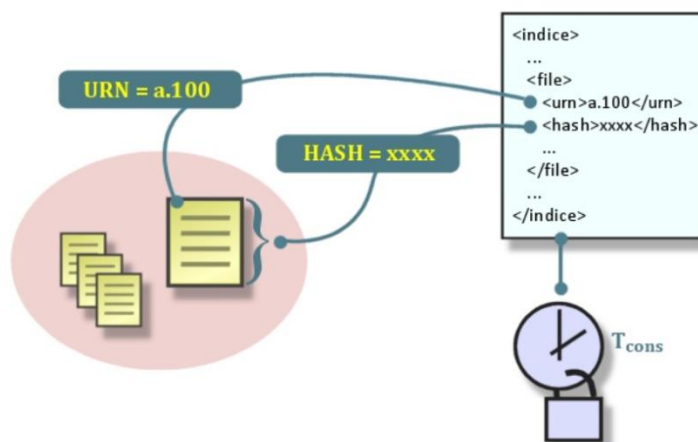 URN = a.100
HASH = xxxx
<indice>
...
<file>
<urn>a.100</urn>
<hash>xxxx</hash>
...
</file>
...
</indice>
Tcons